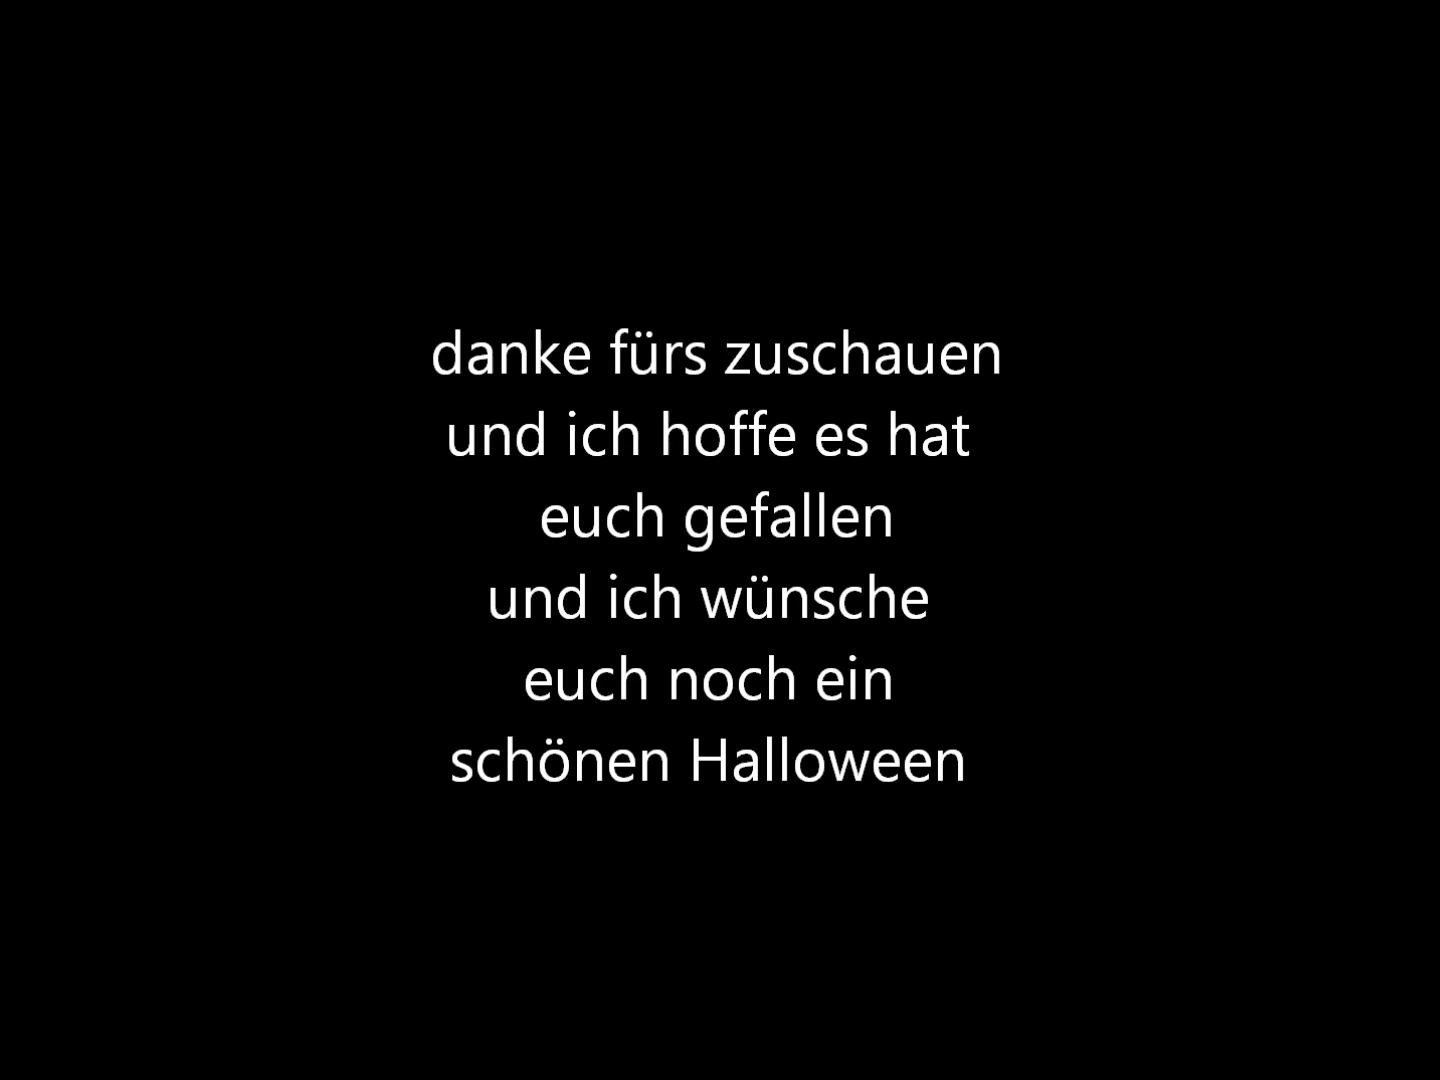 danke fürs zuschauen
und ich hoffe es hat
euch gefallen
und ich wünsche
euch noch ein
schönen Halloween